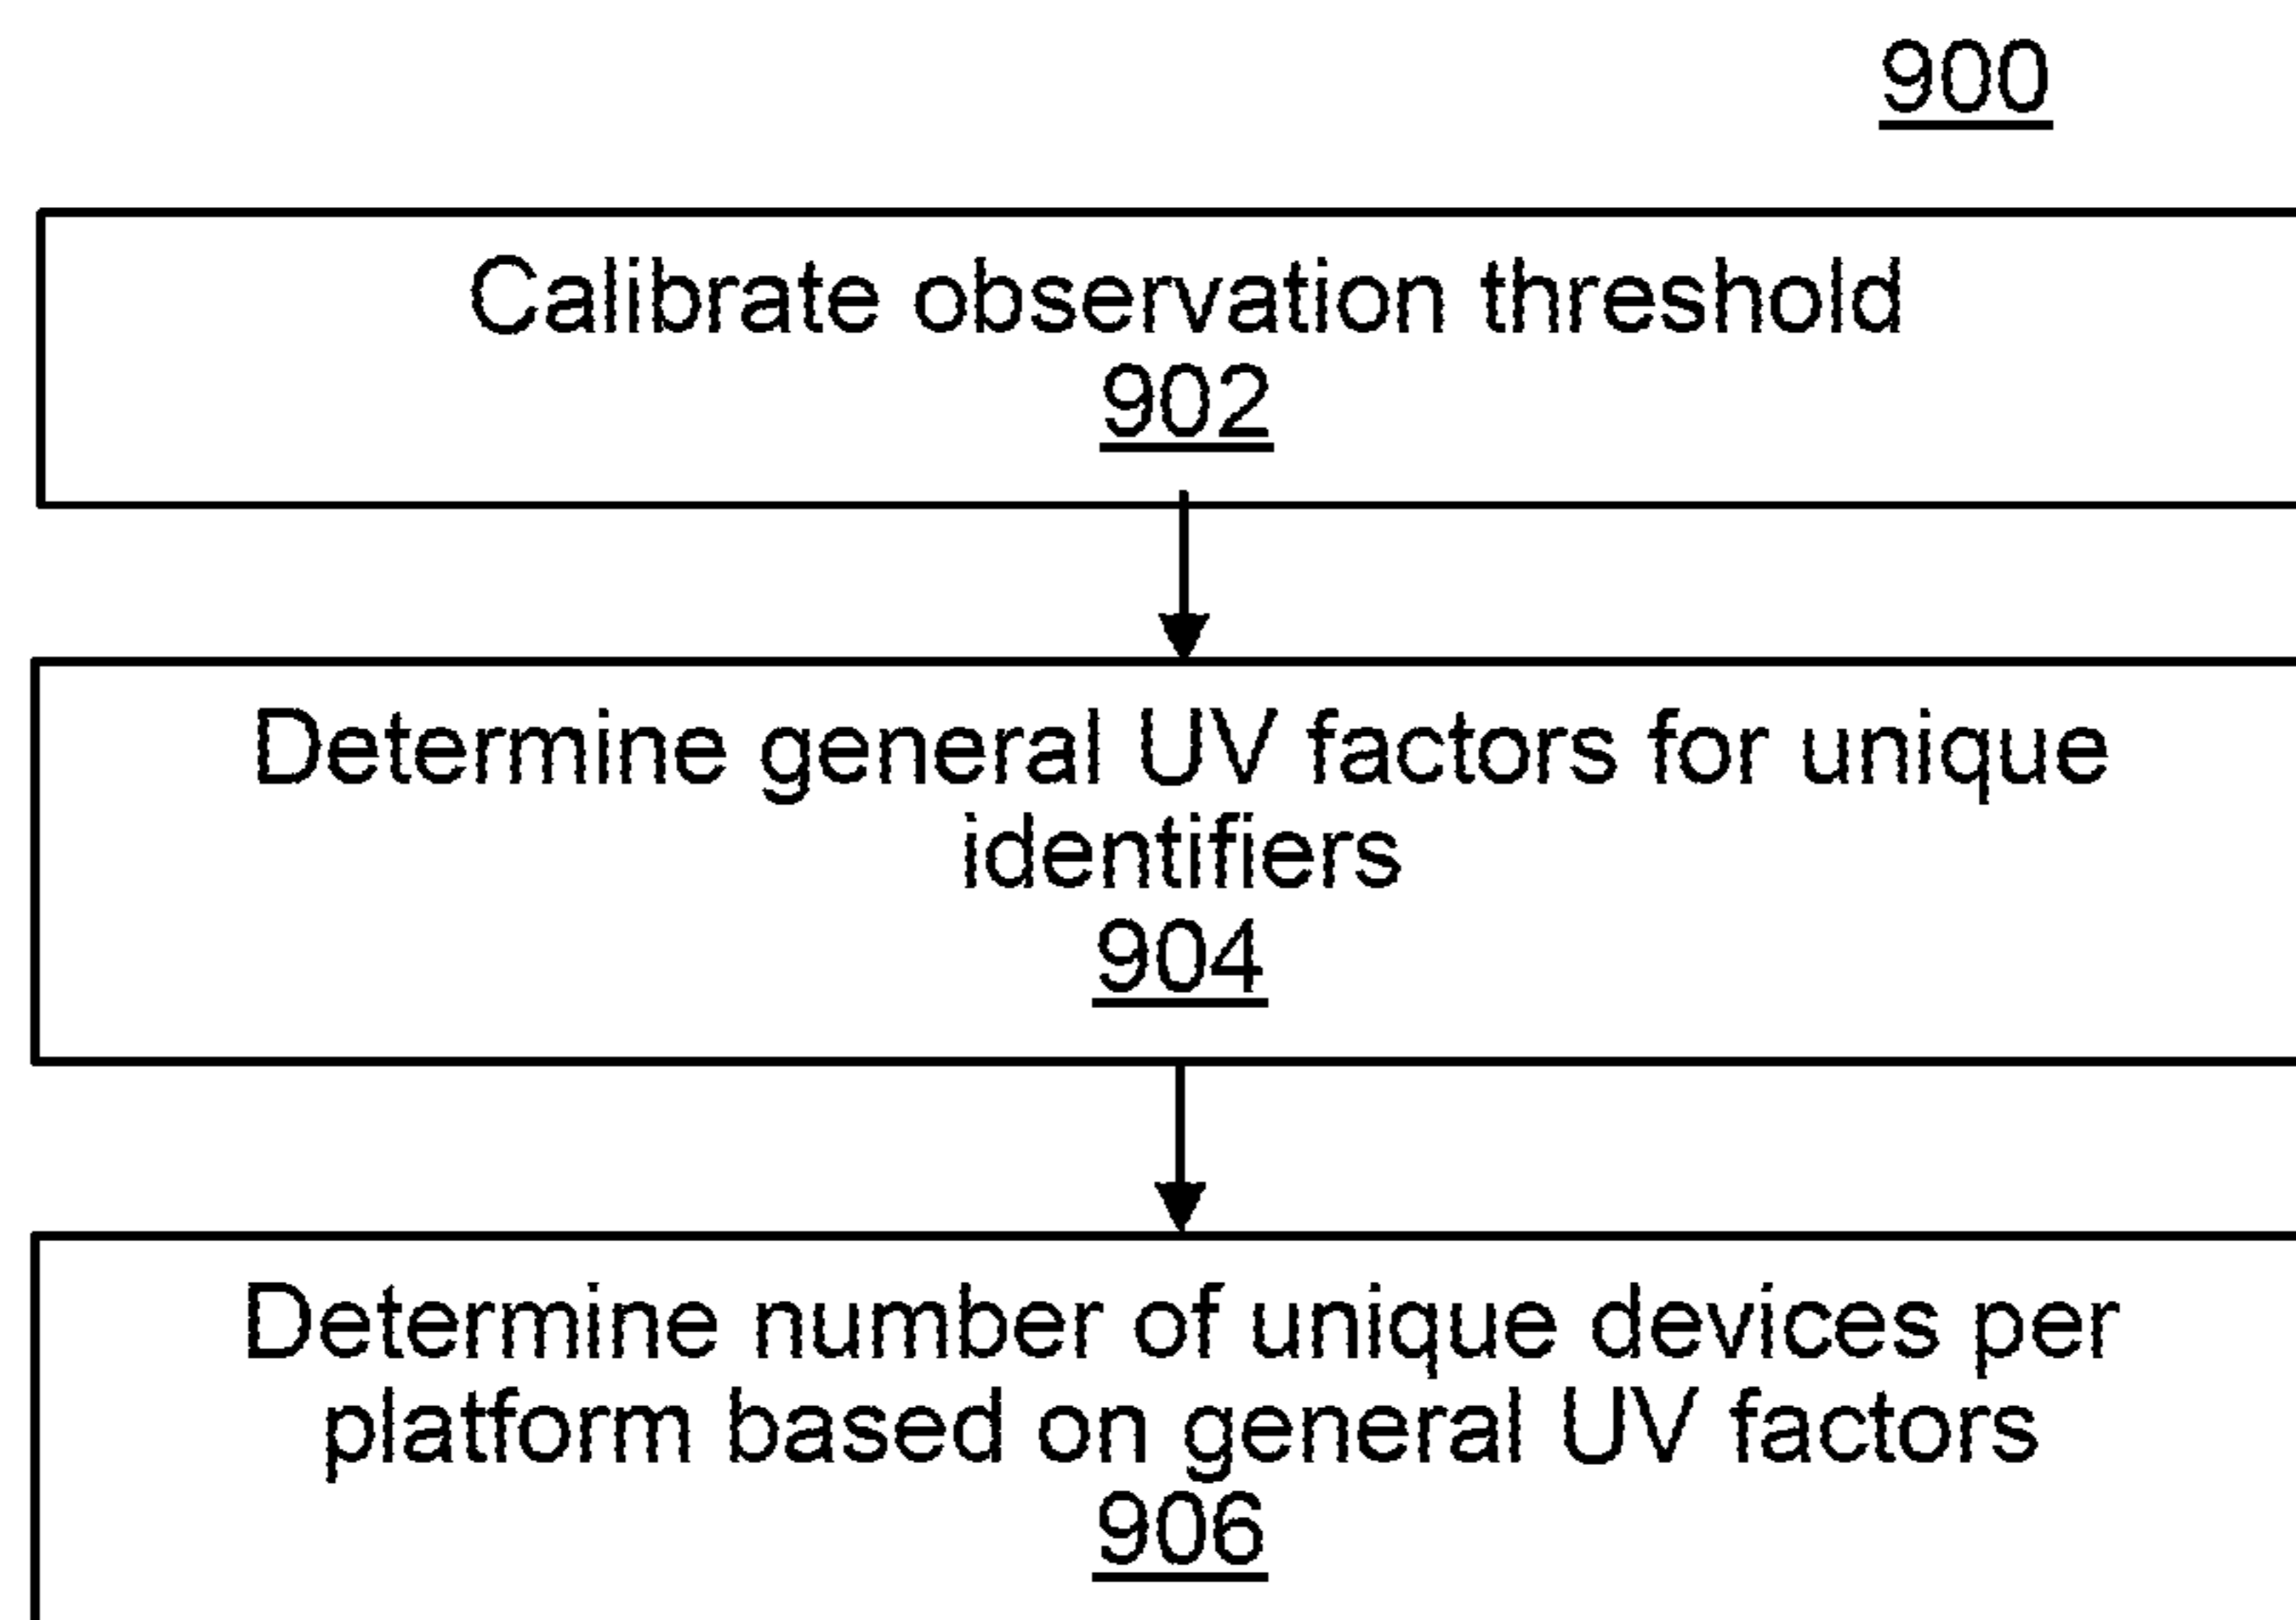 900
Calibrate observation threshold
902
Determine general UV factors for unique
identifiers
904
Determine number of unique devices per
platform based on general UV factors
906